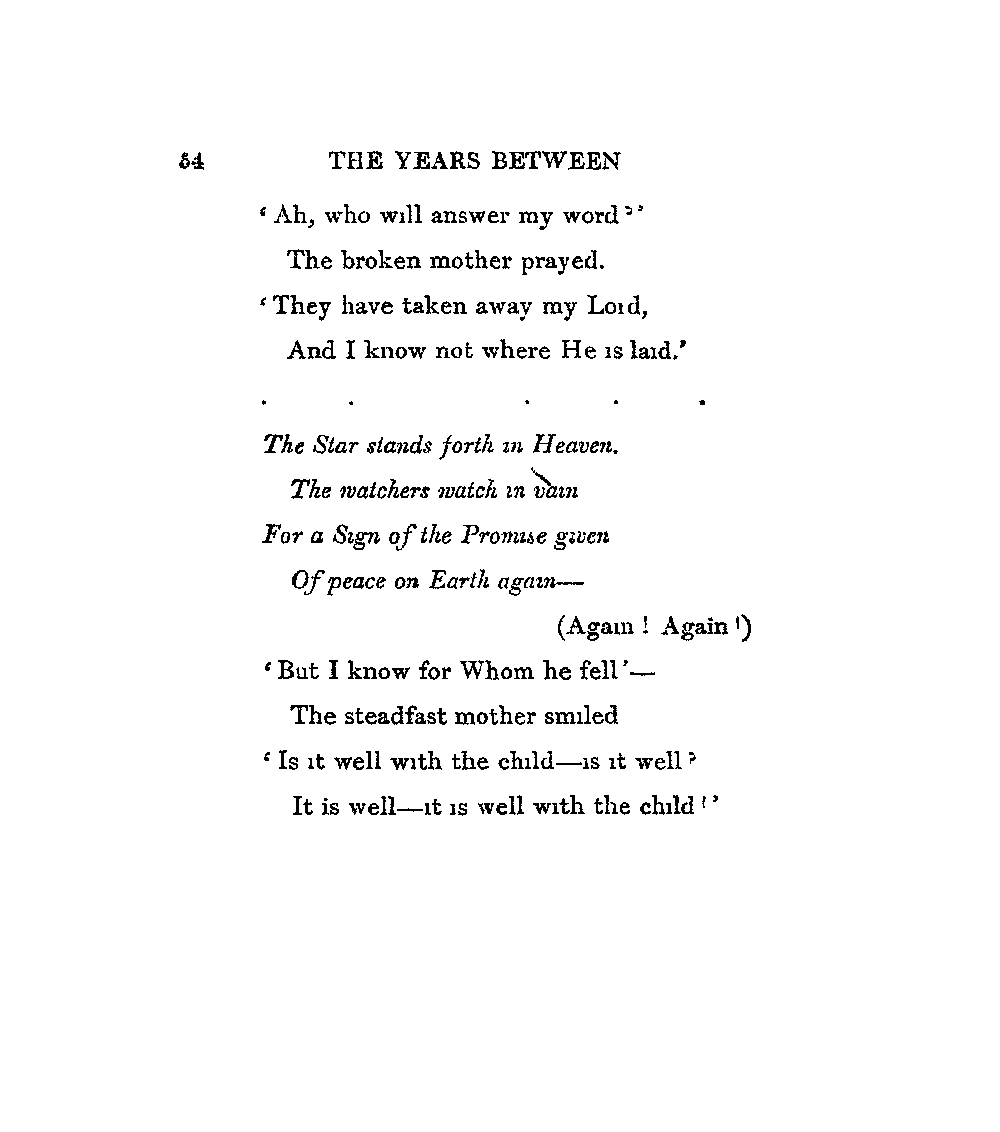 54 THE YEARS BETWEEN
‘Ah, who will answer my word?’
The broken mother prayed.
‘They have taken away my Lord,
And I know not where He is laid.’
. . . . .
The Star stands forth in Heaven.
The watchers watch in vain
For a Sign of the Promise given
Of peace on Earth again—
(Again! Again!)
‘But I know for Whom he fell’—
The steadfast mother smiled
‘Is it well with the child—is it well?
It is well—it is well with the child!’